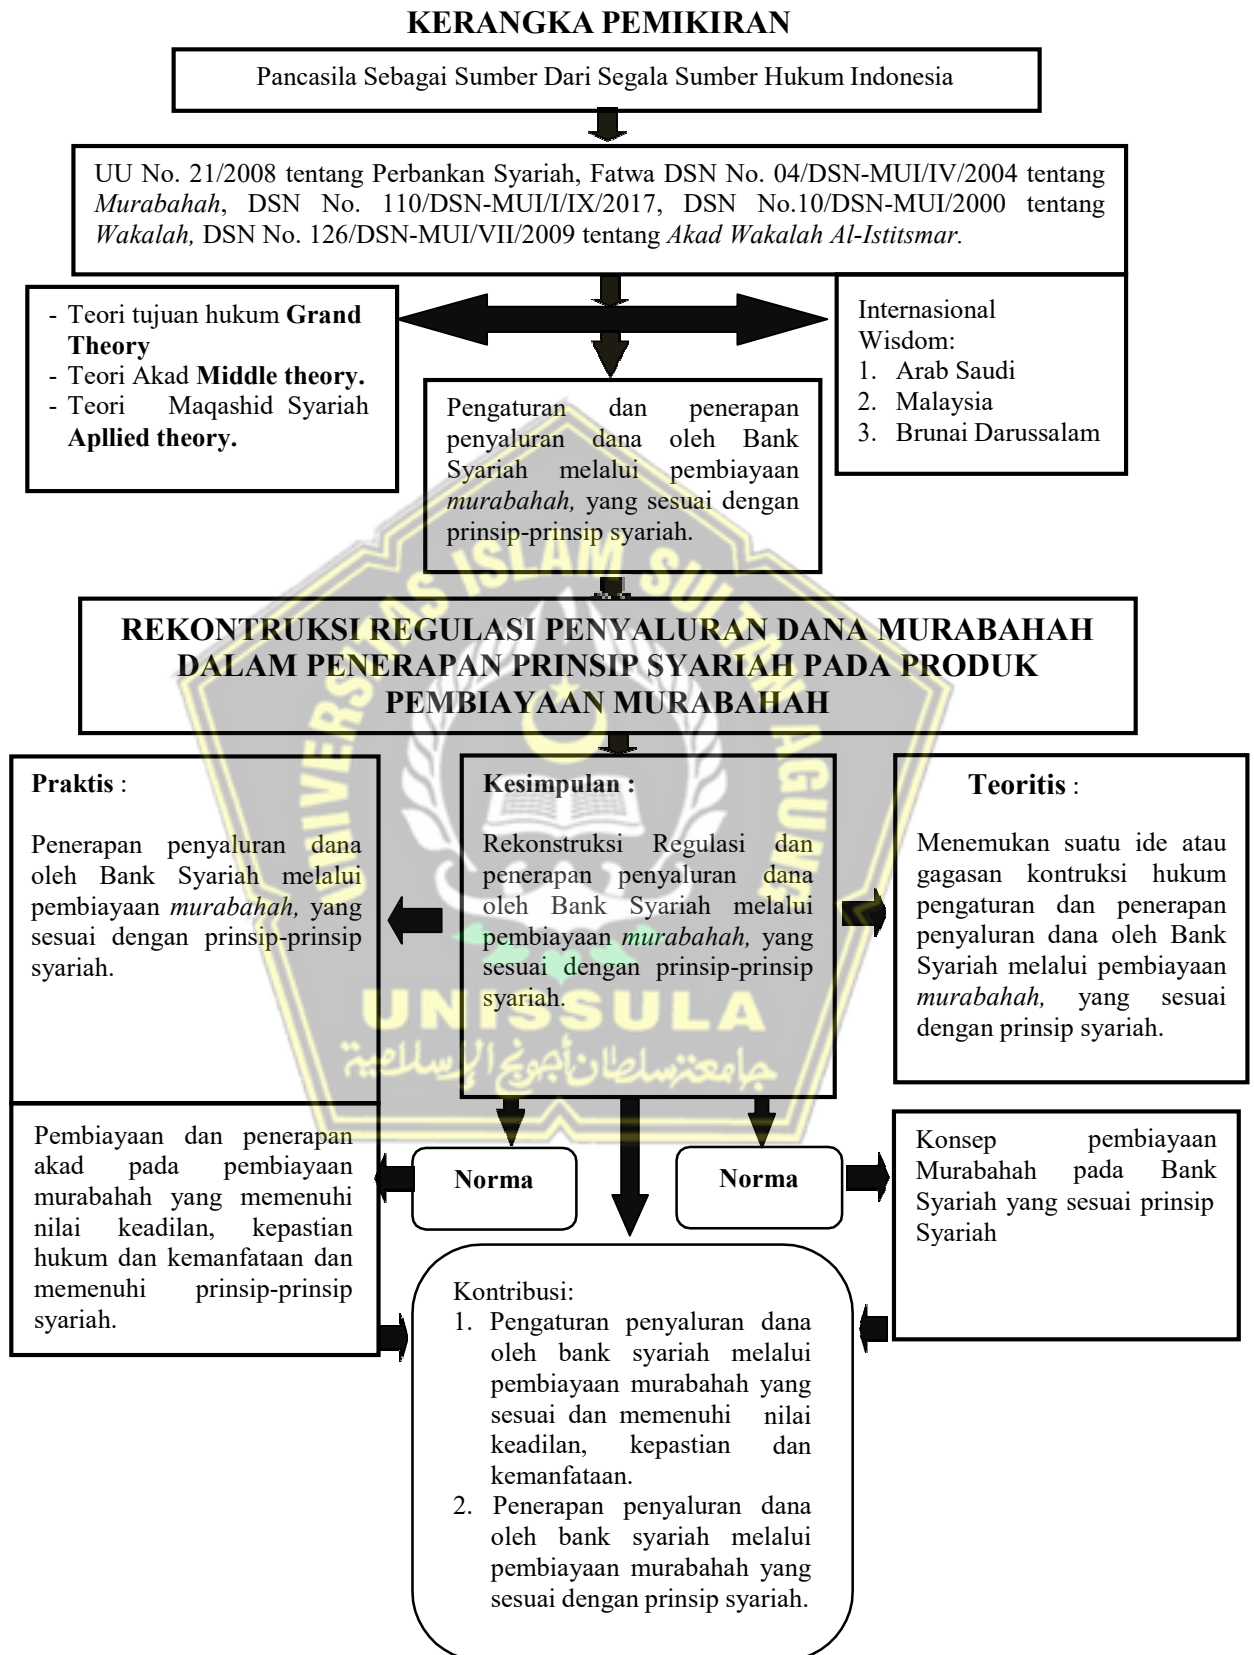 KERANGKA PEMIKIRAN
Pancasila Sebagai Sumber Dari Segala Sumber Hukum Indonesia
UU No. 21/2008 tentang Perbankan Syariah, Fatwa DSN No. 04/DSN-MUI/IV/2004 tentang
Murabahah, DSN No. 110/DSN-MUI/I/IX/2017, DSN No.10/DSN-MUI/2000 tentang
Wakalah, DSN No. 126/DSN-MUI/VII/2009 tentang Akad Wakalah Al-Istitsmar.
- Teori tujuan hukum Grand
Theory
- Teori Akad Middle theory.
- Teori Maqashid Syariah
Apllied theory.
Internasional
Wisdom:
1. Arab Saudi
2. Malaysia
3. Brunai Darussalam
Pengaturan dan penerapan
penyaluran dana oleh Bank
Syariah melalui pembiayaan
murabahah, yang sesuai dengan
prinsip-prinsip syariah.
REKONTRUKSI REGULASI PENYALURAN DANA MURABAHAH
DALAM PENERAPAN PRINSIP SYARIAH PADA PRODUK
PEMBIAYAAN MURABAHAH
Praktis :
Penerapan penyaluran dana
oleh Bank Syariah melalui
pembiayaan murabahah, yang
sesuai dengan prinsip-prinsip
syariah.
Kesimpulan :
Rekonstruksi Regulasi dan
penerapan penyaluran dana
oleh Bank Syariah melalui
pembiayaan murabahah, yang
sesuai dengan prinsip-prinsip
syariah.
Teoritis :
Menemukan suatu ide atau
gagasan kontruksi hukum
pengaturan dan penerapan
penyaluran dana oleh Bank
Syariah melalui pembiayaan
murabahah, yang sesuai
dengan prinsip syariah.
UNIVERSITAS ISLAM SULTAN AGUNG
UNISSULA
جامعة سلطان أجونج الإسلامية
Pembiayaan dan penerapan
akad pada pembiayaan
murabahah yang memenuhi
nilai keadilan, kepastian
hukum dan kemanfataan dan
memenuhi prinsip-prinsip
syariah.
Norma
Norma
Konsep pembiayaan
Murabahah pada Bank
Syariah yang sesuai prinsip
Syariah
Kontribusi:
1. Pengaturan penyaluran dana
oleh bank syariah melalui
pembiayaan murabahah yang
sesuai dan memenuhi nilai
keadilan, kepastian dan
kemanfataan.
2. Penerapan penyaluran dana
oleh bank syariah melalui
pembiayaan murabahah yang
sesuai dengan prinsip syariah.